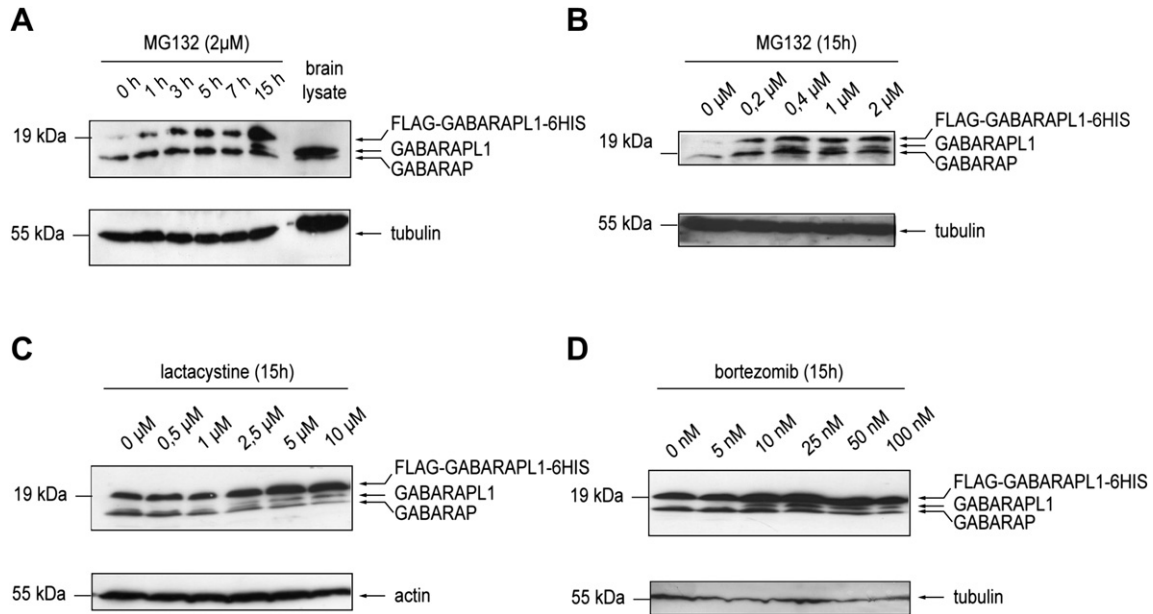 A
MG132 (2µM)
0 h 1 h 3 h 5 h 7 h 15 h brain lysate
19 kDa
FLAG-GABARAPL1-6HIS
GABARAPL1
GABARAP
55 kDa
tubulin
B
MG132 (15h)
0 µM 0,2 µM 0,4 µM 1 µM 2 µM
19 kDa
FLAG-GABARAPL1-6HIS
GABARAPL1
GABARAP
55 kDa
tubulin
C
lactacystine (15h)
0 µM 0,5 µM 1 µM 2,5 µM 5 µM 10 µM
19 kDa
FLAG-GABARAPL1-6HIS
GABARAPL1
GABARAP
55 kDa
actin
D
bortezomib (15h)
0 nM 5 nM 10 nM 25 nM 50 nM 100 nM
19 kDa
FLAG-GABARAPL1-6HIS
GABARAPL1
GABARAP
55 kDa
tubulin